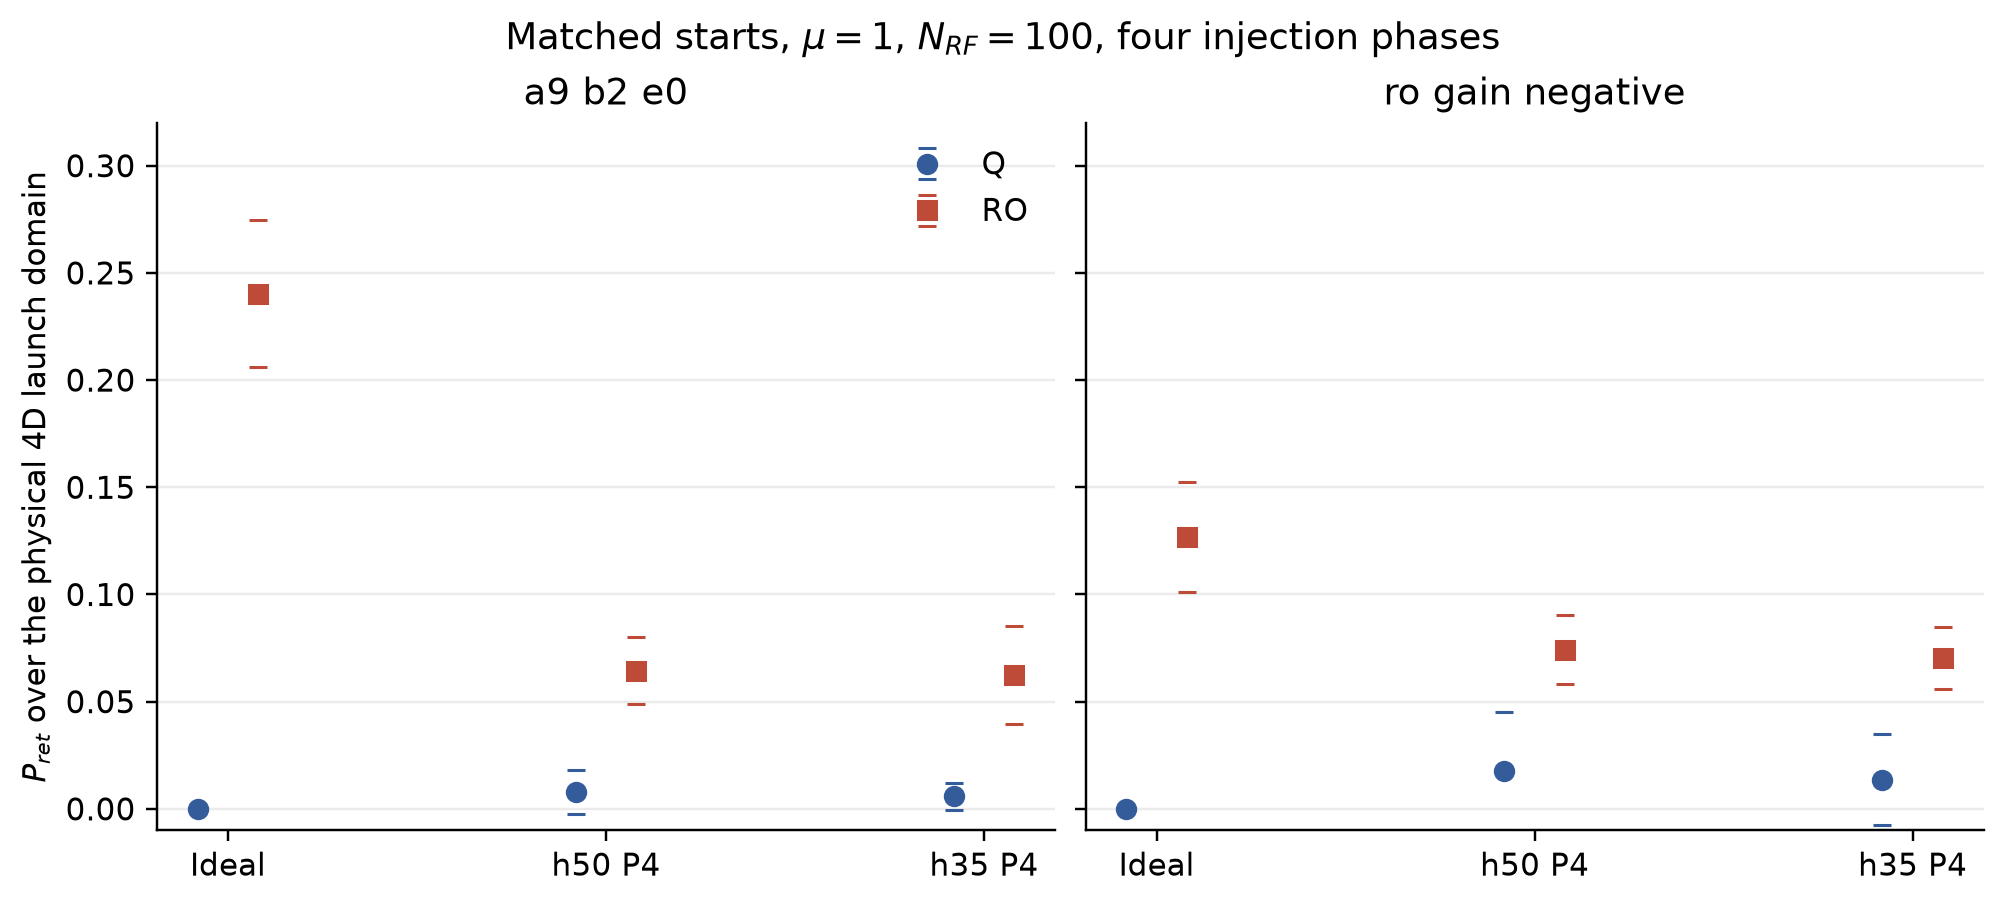 Matched starts, μ = 1, N_RF = 100, four injection phases
a9 b2 e0
ro gain negative
P_ret over the physical 4D launch domain
0.30
0.25
0.20
0.15
0.10
0.05
0.00
Q
RO
Ideal
h50 P4
h35 P4
Ideal
h50 P4
h35 P4